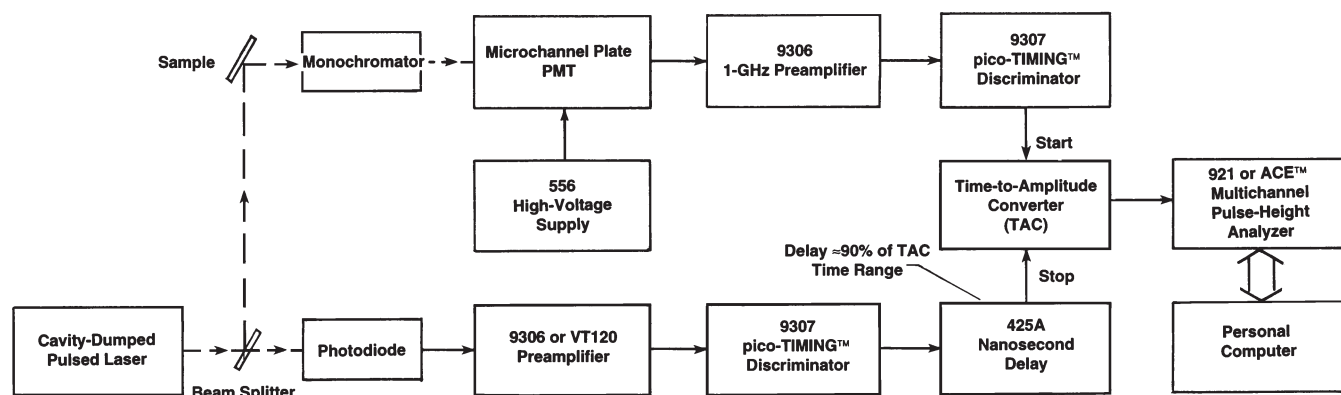 Sample
Monochromator
Microchannel Plate
PMT
9306
1-GHz Preamplifier
9307
pico-TIMING™
Discriminator
Start
556
High-Voltage
Supply
Time-to-Amplitude
Converter
(TAC)
921 or ACE™
Multichannel
Pulse-Height
Analyzer
Delay ≈90% of TAC
Time Range
Stop
Cavity-Dumped
Pulsed Laser
Beam Splitter
Photodiode
9306 or VT120
Preamplifier
9307
pico-TIMING™
Discriminator
425A
Nanosecond
Delay
Personal
Computer